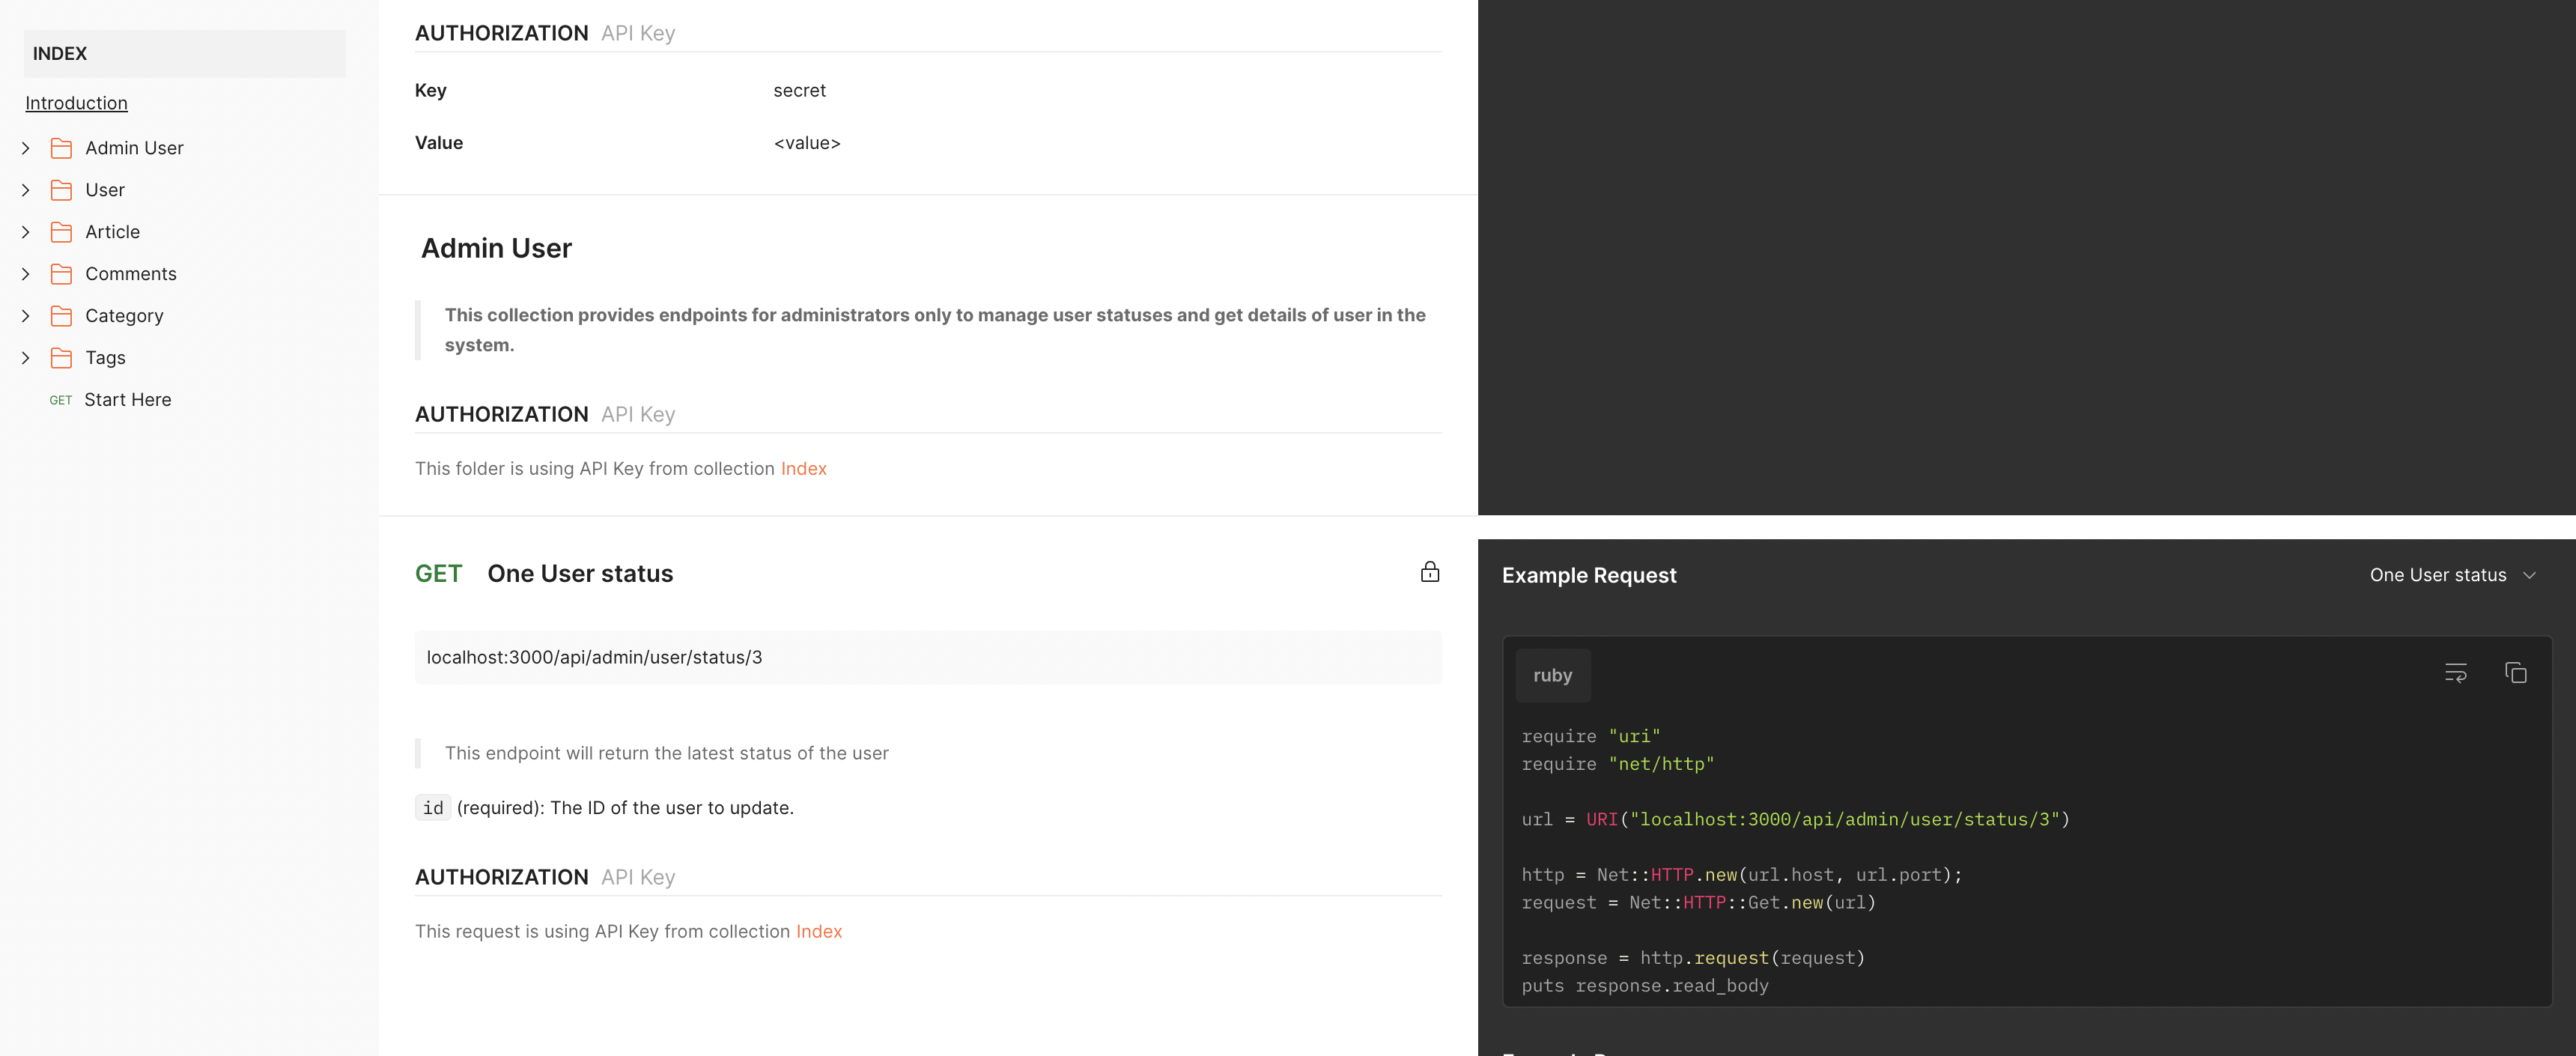 INDEX
Introduction
Admin User
User
Article
Comments
Category
Tags
GET Start Here
AUTHORIZATION API Key
Key secret
Value <value>
Admin User
This collection provides endpoints for administrators only to manage user statuses and get details of user in the
system.
AUTHORIZATION API Key
This folder is using API Key from collection Index
GET One User status
localhost:3000/api/admin/user/status/3
This endpoint will return the latest status of the user
id (required): The ID of the user to update.
AUTHORIZATION API Key
This request is using API Key from collection Index
Example Request One User status
ruby
require "uri"
require "net/http"
url = URI("localhost:3000/api/admin/user/status/3")
http = Net::HTTP.new(url.host, url.port);
request = Net::HTTP::Get.new(url)
response = http.request(request)
puts response.read_body